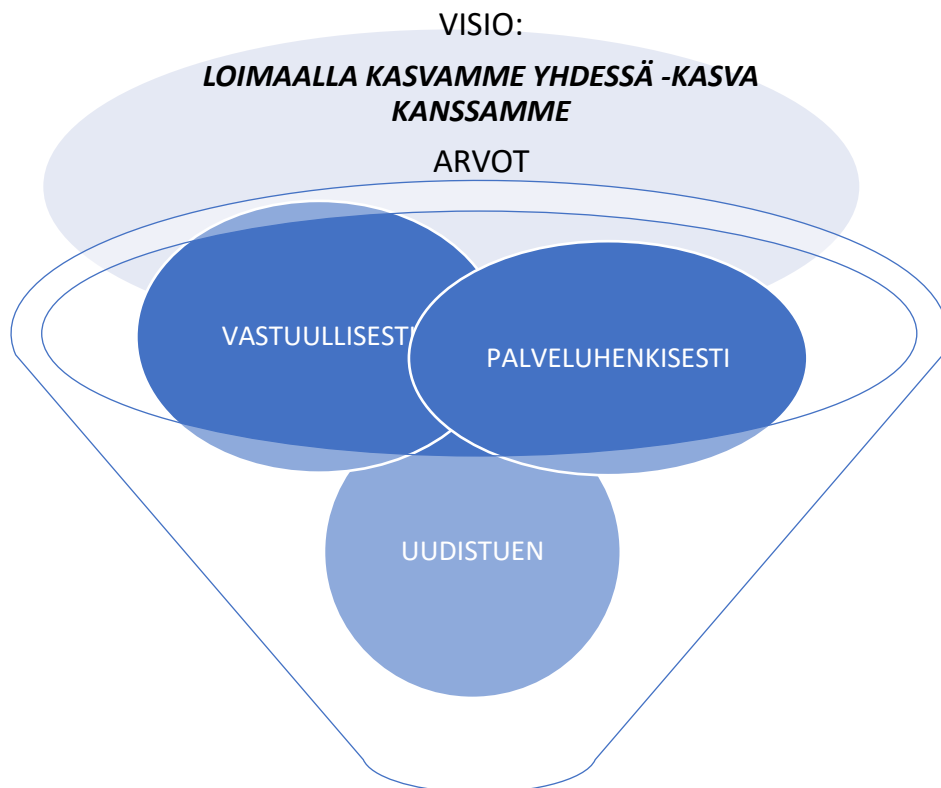 VISIO:
LOIMAALLA KASVAMME YHDESSÄ -KASVA
KANSSAMME
ARVOT
VASTUULLISESTI
PALVELUHENKISESTI
UUDISTUEN